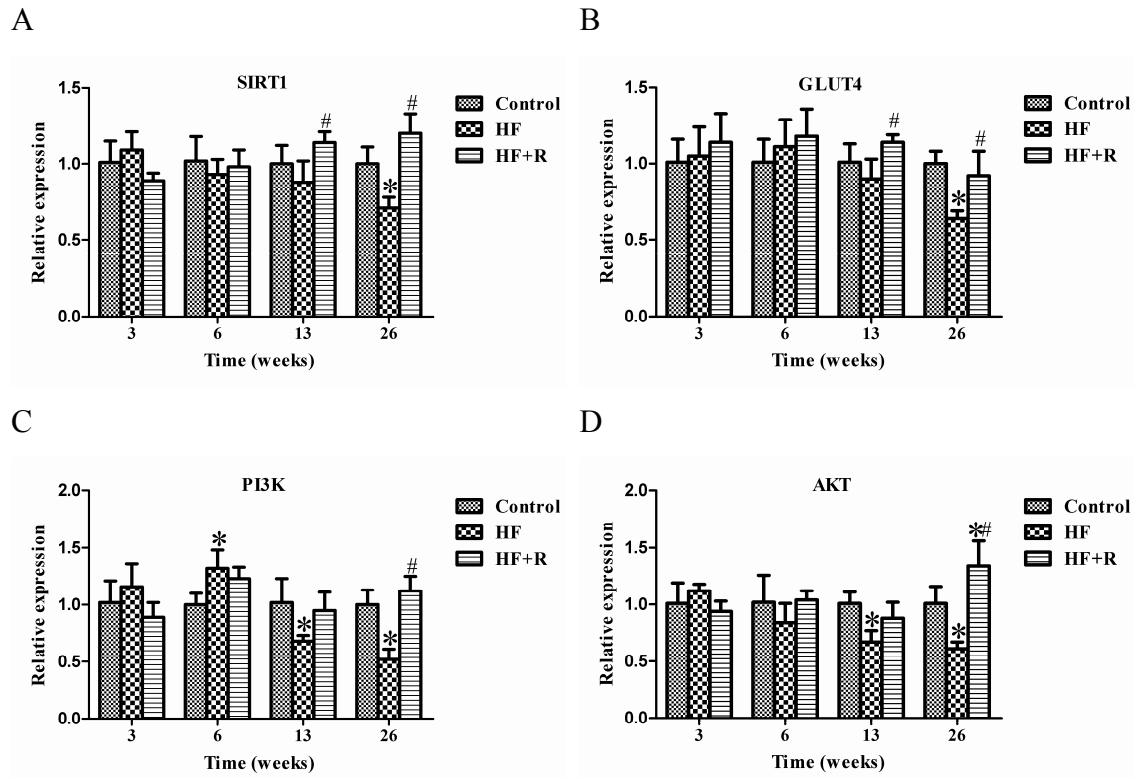 A
SIRT1
1.5
1.0
0.5
0.0
Relative expression
#
#
*
3 6 13 26
Time (weeks)
Control
HF
HF+R
B
GLUT4
1.5
1.0
0.5
0.0
Relative expression
#
#
*
3 6 13 26
Time (weeks)
Control
HF
HF+R
C
PI3K
2.0
1.5
1.0
0.5
0.0
Relative expression
*
*
*
#
3 6 13 26
Time (weeks)
Control
HF
HF+R
D
AKT
2.0
1.5
1.0
0.5
0.0
Relative expression
*
*
*#
3 6 13 26
Time (weeks)
Control
HF
HF+R